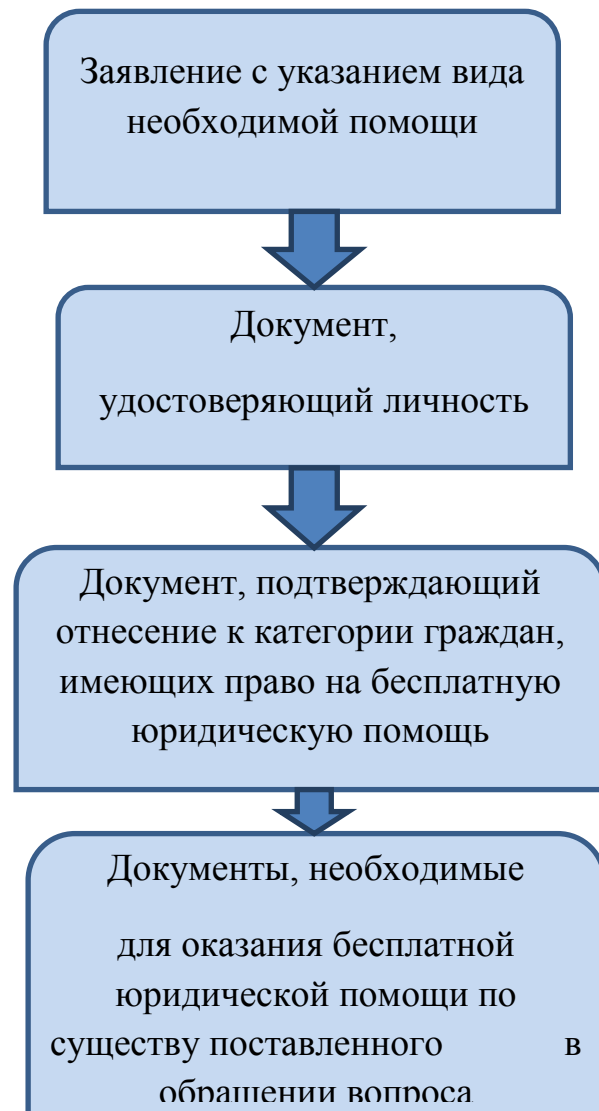 Заявление с указанием вида
необходимой помощи
Документ,
удостоверяющий личность
Документ, подтверждающий
отнесение к категории граждан,
имеющих право на бесплатную
юридическую помощь
Документы, необходимые
для оказания бесплатной
юридической помощи по
существу поставленного в
обращении вопроса